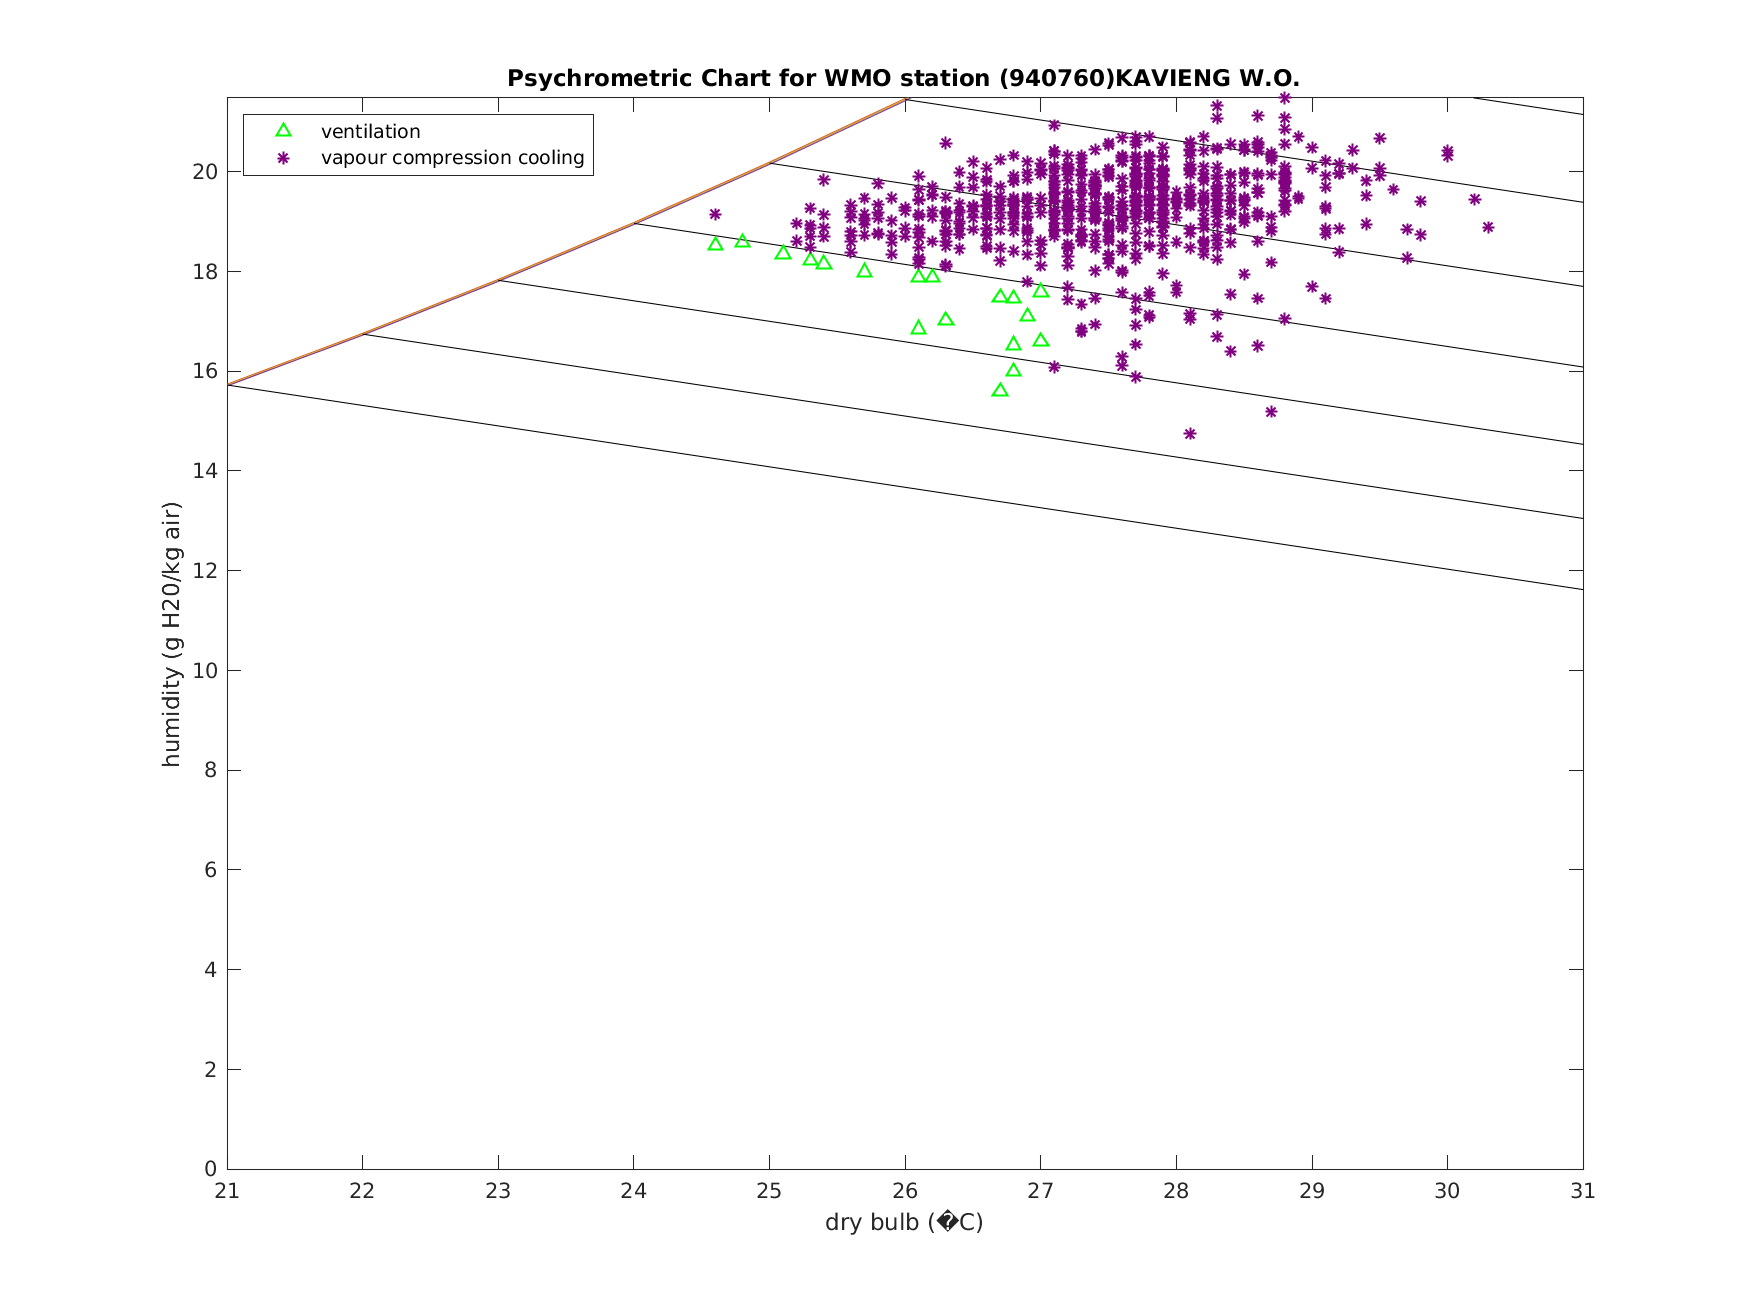 Psychrometric Chart for WMO station (940760)KAVIENG W.O.
ventilation
vapour compression cooling
20
18
16
14
12
10
8
6
4
2
0
humidity (g H20/kg air)
21 22 23 24 25 26 27 28 29 30 31
dry bulb (�C)